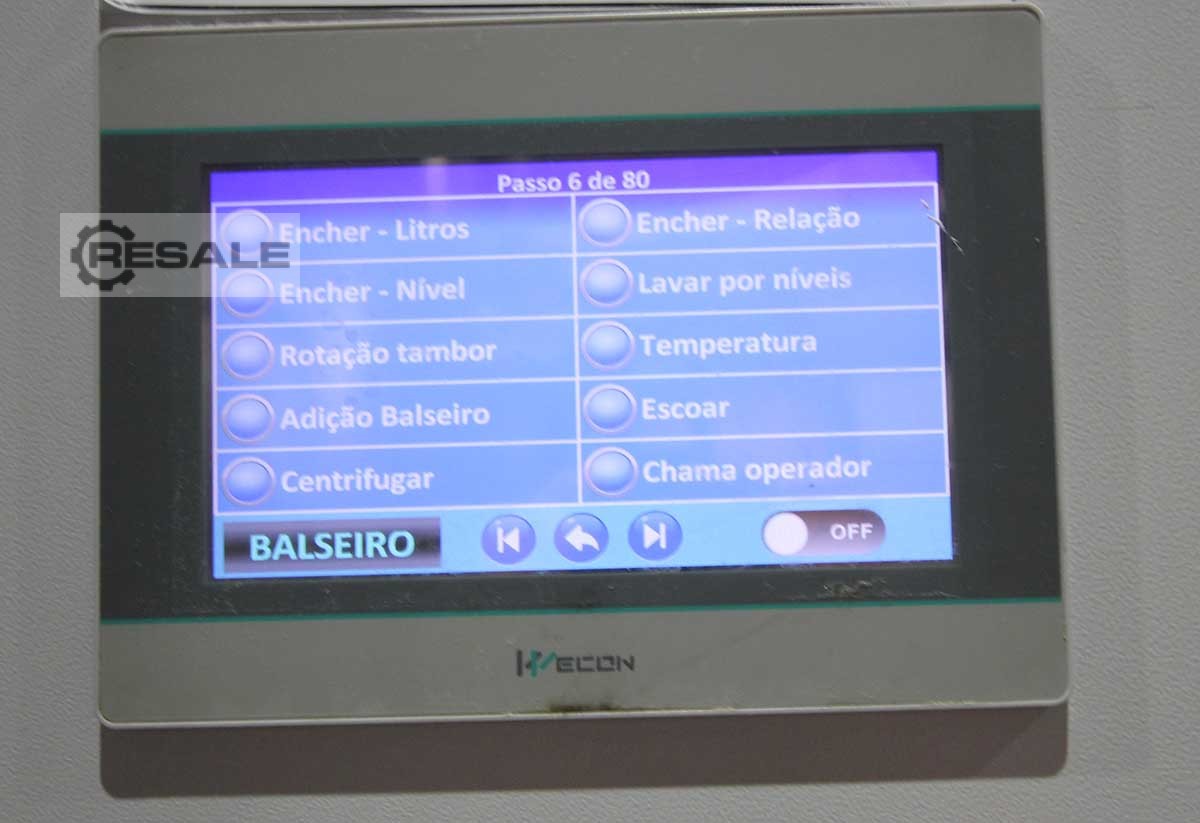 Passo 6 de 80
RESALE
Encher - Litros
Encher - Relação
Encher - Nível
Lavar por níveis
Rotação tambor
Temperatura
Adição Balseiro
Escoar
Centrifugar
Chama operador
BALSEIRO
OFF
WECON